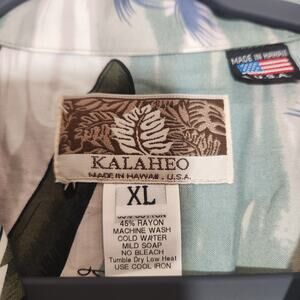 MADE IN HAWAII
U.S.A.
KALAHEO
MADE IN HAWAII, U.S.A.
XL
COTTON
45% RAYON
MACHINE WASH
COLD WATER
MILD SOAP
NO BLEACH
Tumble Dry Low Heat
USE COOL IRON